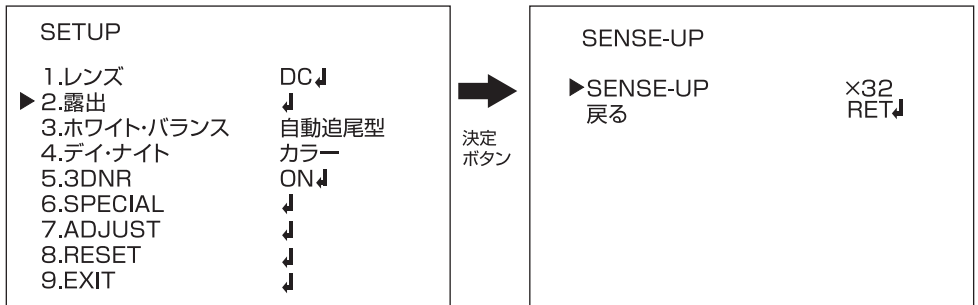 SETUP
1.レンズ DC↲
▶2.露出 ↲
3.ホワイト・バランス 自動追尾型
4.デイ・ナイト カラー
5.3DNR ON↲
6.SPECIAL ↲
7.ADJUST ↲
8.RESET ↲
9.EXIT ↲
決定
ボタン
SENSE-UP
▶SENSE-UP ×32
戻る RET↲